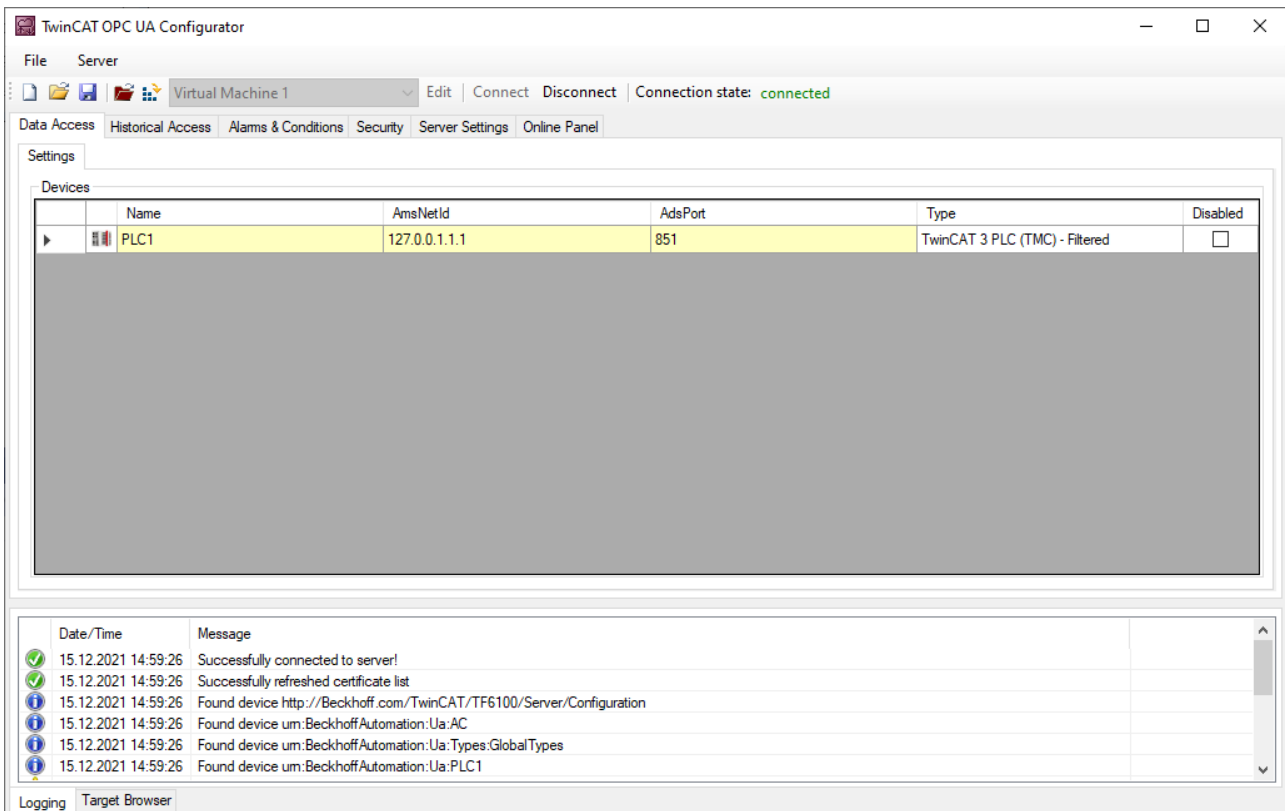 TwinCAT OPC UA Configurator
File Server
Virtual Machine 1 Edit Connect Disconnect Connection state: connected
Data Access Historical Access Alarms & Conditions Security Server Settings Online Panel
Settings
Devices
Name AmsNetId AdsPort Type Disabled
PLC1 127.0.0.1.1.1 851 TwinCAT 3 PLC (TMC) - Filtered
Date/Time Message
15.12.2021 14:59:26 Successfully connected to server!
15.12.2021 14:59:26 Successfully refreshed certificate list
15.12.2021 14:59:26 Found device http://Beckhoff.com/TwinCAT/TF6100/Server/Configuration
15.12.2021 14:59:26 Found device urn:BeckhoffAutomation:Ua:AC
15.12.2021 14:59:26 Found device urn:BeckhoffAutomation:Ua:Types:GlobalTypes
15.12.2021 14:59:26 Found device urn:BeckhoffAutomation:Ua:PLC1
Logging Target Browser